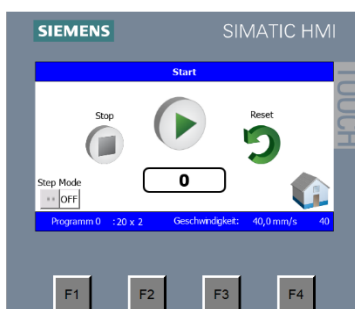 SIEMENS
SIMATIC HMI
TOUCH
Start
Stop
Reset
0
Step Mode
OFF
Programm 0 : 20 x 2 Geschwindigkeit: 40,0 mm/s 40
F1 F2 F3 F4